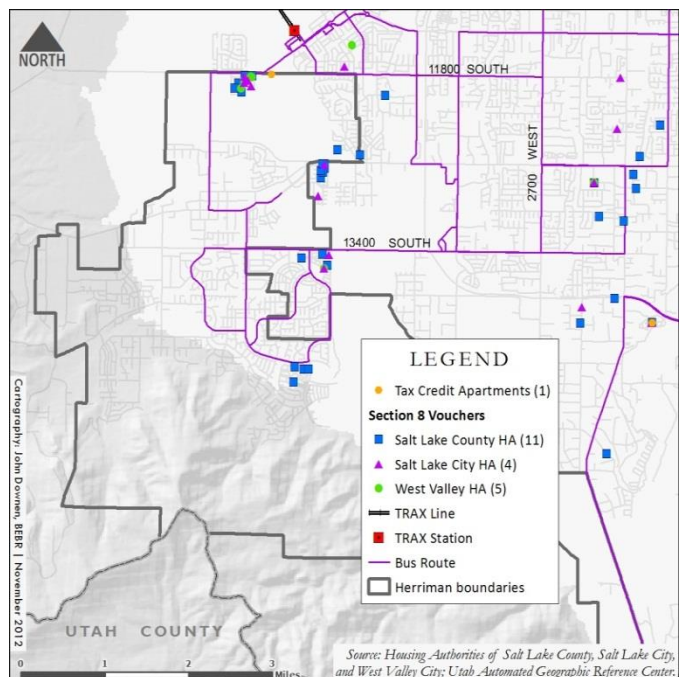 NORTH
11800 SOUTH
2700 WEST
13400 SOUTH
LEGEND
Tax Credit Apartments (1)
Section 8 Vouchers
Salt Lake County HA (11)
Salt Lake City HA (4)
West Valley HA (5)
TRAX Line
TRAX Station
Bus Route
Herriman boundaries
Cartography: John Downen, BEBR | November 2012
UTAH COUNTY
0 1 2 3
Miles
Source: Housing Authorities of Salt Lake County, Salt Lake City,
and West Valley City; Utah Automated Geographic Reference Center.